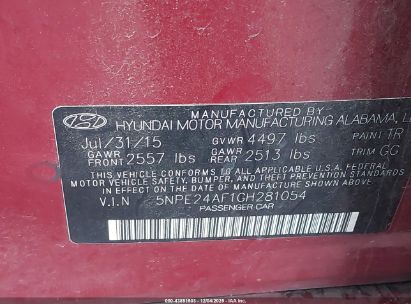 MANUFACTURED BY
HYUNDAI MOTOR MANUFACTURING ALABAMA, LL
Jul/31/15 GVWR 4497 lbs PAINT TR
GAWR FRONT 2557 lbs GAWR REAR 2513 lbs TRIM GG
THIS VEHICLE CONFORMS TO ALL APPLICABLE U.S.A. FEDERAL
MOTOR VEHICLE SAFETY, BUMPER, AND THEFT PREVENTION
STANDARDS IN EFFECT ON THE DATE OF MANUFACTURE SHOWN ABOVE.
V.I.N 5NPE24AF1GH281054
PASSENGER CAR